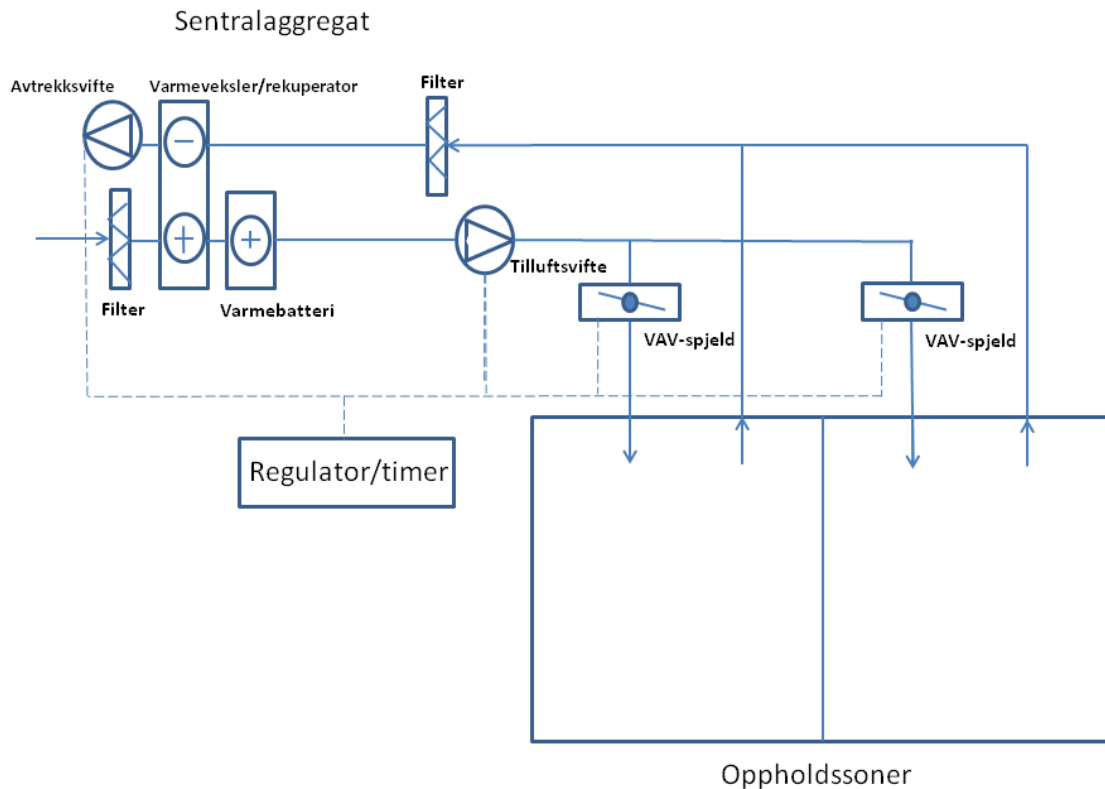 Sentralaggregat
Avtrekksvifte
Varmeveksler/rekuperator
Filter
Tilluftsvifte
Filter
Varmebatteri
VAV-spjeld
VAV-spjeld
Regulator/timer
Oppholdssoner